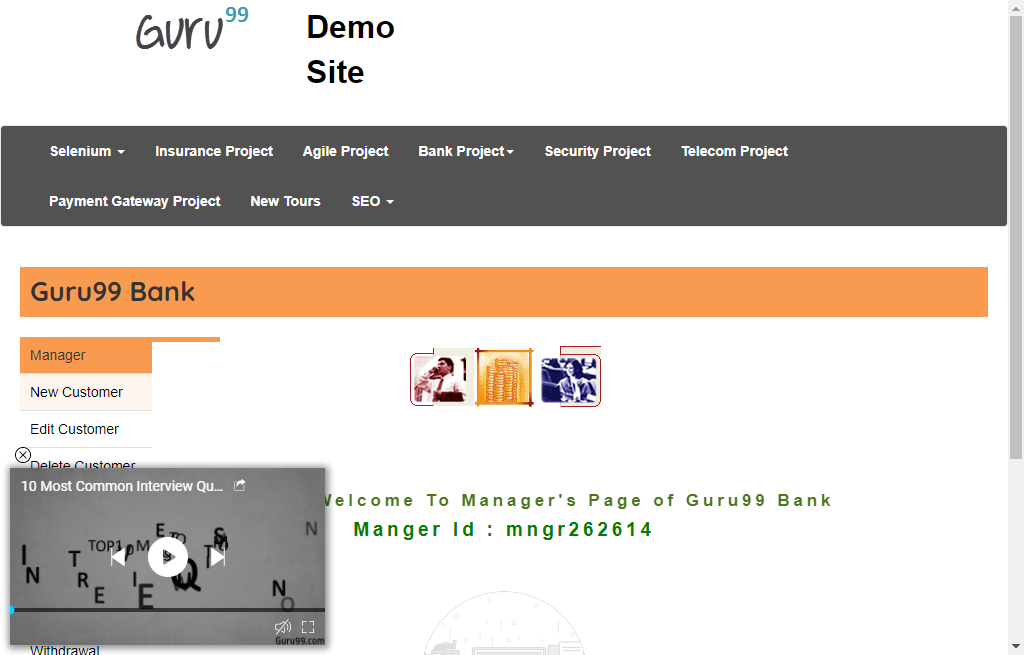 Guru99
Demo
Site
Selenium
Insurance Project
Agile Project
Bank Project
Security Project
Telecom Project
Payment Gateway Project
New Tours
SEO
Guru99 Bank
Manager
New Customer
Edit Customer
Delete Customer
10 Most Common Interview Qu...
TOP10
Guru99.com
Withdrawal
Welcome To Manager's Page of Guru99 Bank
Manger Id : mngr262614